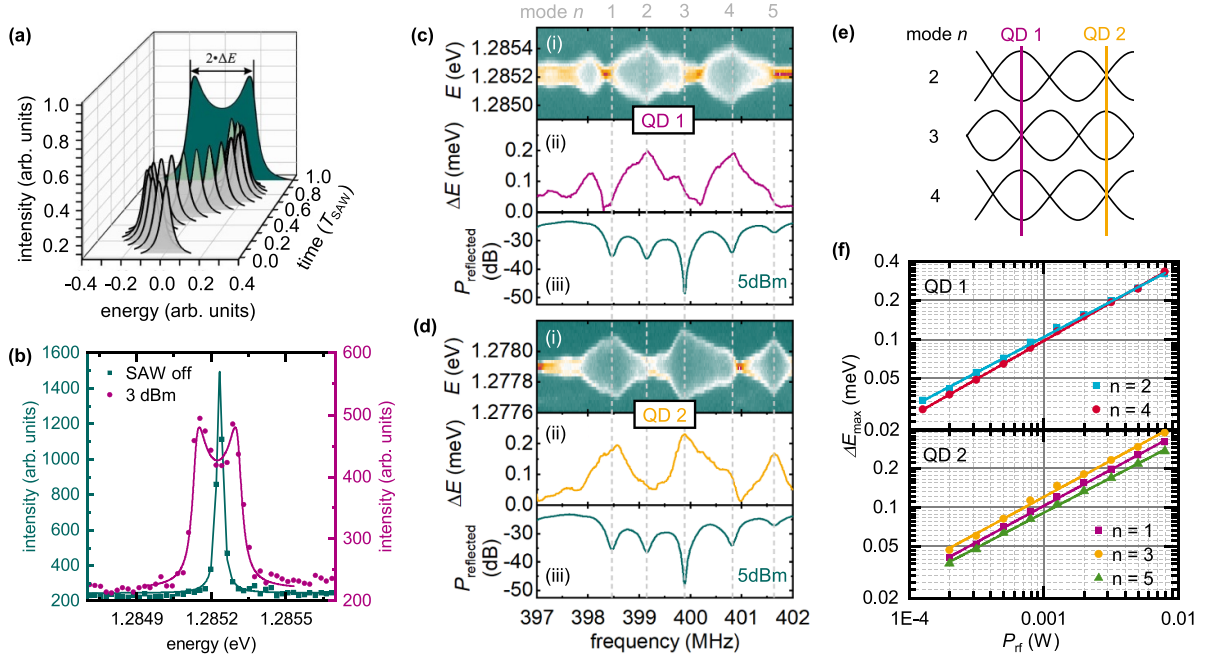 (a)
2•ΔE
intensity (arb. units)
1.0
0.8
0.6
0.4
0.2
-0.4
-0.2
0.0
0.2
0.4
energy (arb. units)
0.0
0.2
0.4
0.6
0.8
1.0
time (T_SAW)
(b)
SAW off
3 dBm
intensity (arb. units)
1600
1400
1200
1000
800
600
400
200
600
500
400
300
200
intensity (arb. units)
1.2849
1.2852
1.2855
energy (eV)
mode n 1 2 3 4 5
(c)
(i)
E (eV)
1.2854
1.2852
1.2850
QD 1
(ii)
ΔE (meV)
0.2
0.1
0.0
(iii)
P_reflected
(dB)
-30
-40
-50
5dBm
(d)
(i)
E (eV)
1.2780
1.2778
1.2776
QD 2
(ii)
ΔE (meV)
0.2
0.1
0.0
(iii)
P_reflected
(dB)
-30
-40
-50
5dBm
397 398 399 400 401 402
frequency (MHz)
(e)
mode n
QD 1
QD 2
2
3
4
(f)
QD 1
0.4
0.2
0.1
0.05
0.02
n = 2
n = 4
ΔE_max (meV)
QD 2
0.2
0.1
0.05
0.02
n = 1
n = 3
n = 5
1E-4 0.001 0.01
P_rf (W)